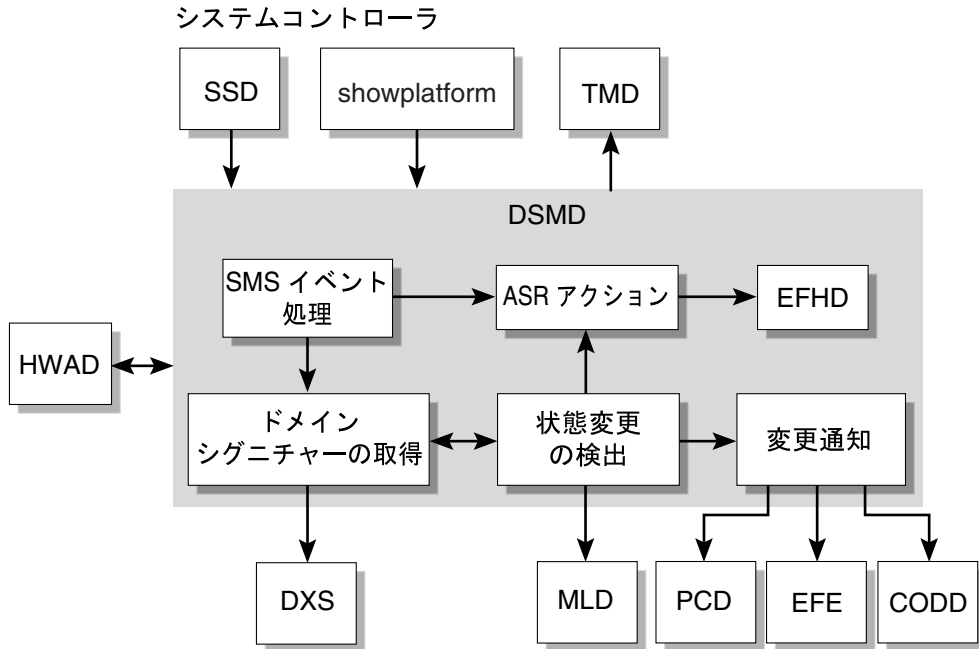 システムコントローラ
SSD
showplatform
TMD
DSMD
SMS イベント
処理
ASR アクション
EFHD
HWAD
ドメイン
シグニチャーの取得
状態変更
の検出
変更通知
DXS
MLD
PCD
EFE
CODD